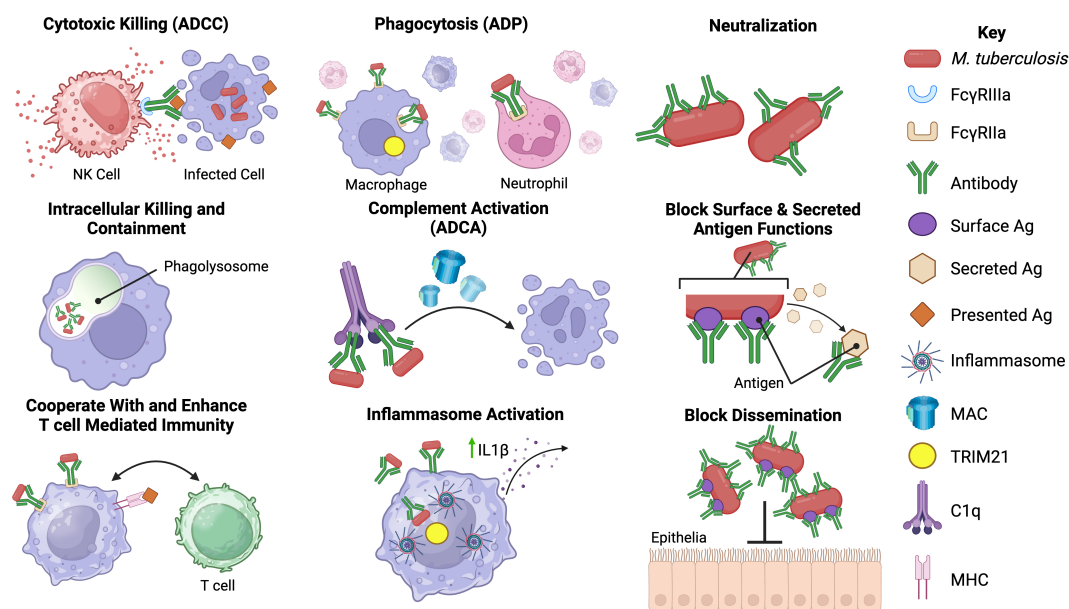 Cytotoxic Killing (ADCC)
NK Cell
Infected Cell
Phagocytosis (ADP)
Macrophage
Neutrophil
Neutralization
Intracellular Killing and
Containment
Phagolysosome
Complement Activation
(ADCA)
Block Surface & Secreted
Antigen Functions
Antigen
Cooperate With and Enhance
T cell Mediated Immunity
T cell
Inflammasome Activation
IL1β
Block Dissemination
Epithelia
Key
M. tuberculosis
FcγRIIIa
FcγRIIa
Antibody
Surface Ag
Secreted Ag
Presented Ag
Inflammasome
MAC
TRIM21
C1q
MHC